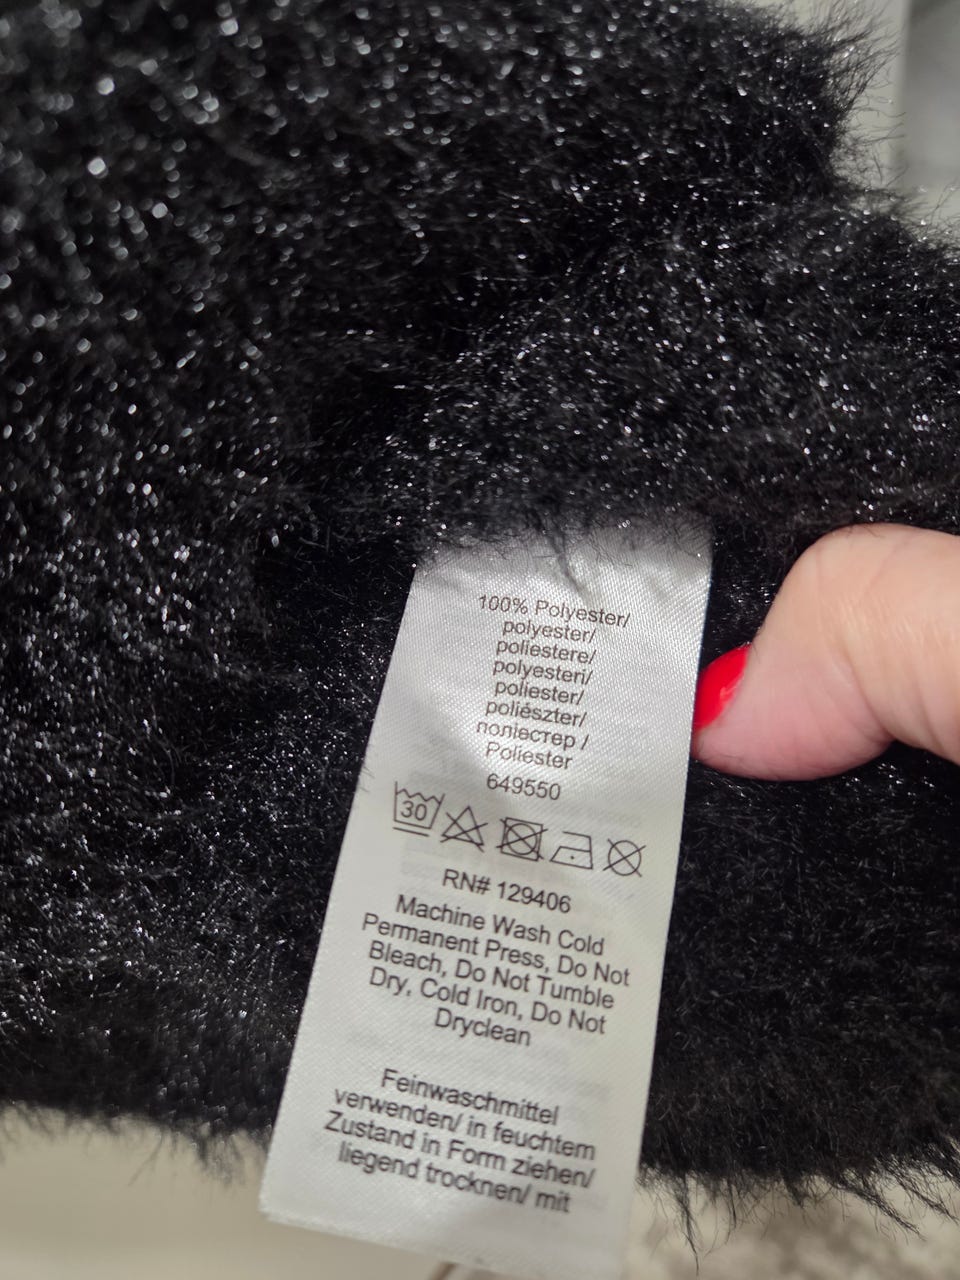 100% Polyester/
polyester/
poliestere/
polyesteri/
poliester/
poliészter/
поліестер /
Poliester
649550
30
RN# 129406
Machine Wash Cold
Permanent Press, Do Not
Bleach, Do Not Tumble
Dry, Cold Iron, Do Not
Dryclean
Feinwaschmittel
verwenden/ in feuchtem
Zustand in Form ziehen/
liegend trocknen/ mit